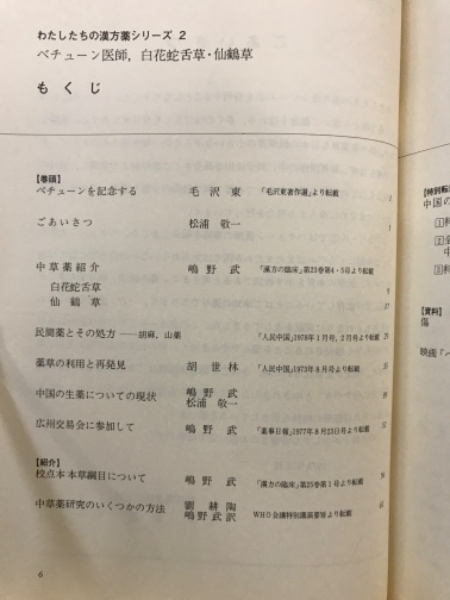 わたしたちの漢方薬シリーズ 2
ベチューン医師, 白花蛇舌草・仙鶴草
もくじ
【巻頭】
ベチューンを記念する 毛沢東 「毛沢東著作選」より転載 1
ごあいさつ 松浦敬一
中草薬紹介 嶋野武 「漢方の臨床」第23巻第4・5号より転載
白花蛇舌草 9
仙鶴草 27
民間薬とその処方――胡麻,山薬 「人民中国」1978年1月号,2月号より転載
薬草の利用と再発見 胡世林 「人民中国」1973年8月号より転載
中国の生薬についての現状 嶋野武
松浦敬一
広州交易会に参加して 嶋野武 「薬事日報」1977年8月23日号より転載
【紹介】
校点本本草綱目について 嶋野武 「漢方の臨床」第25巻第1号より転載
中草薬研究のいくつかの方法 劉耕陶
嶋野武訳 WHO会議特別講演要旨より転載
6
【特別転
中国の
【資料】
傷
映画「